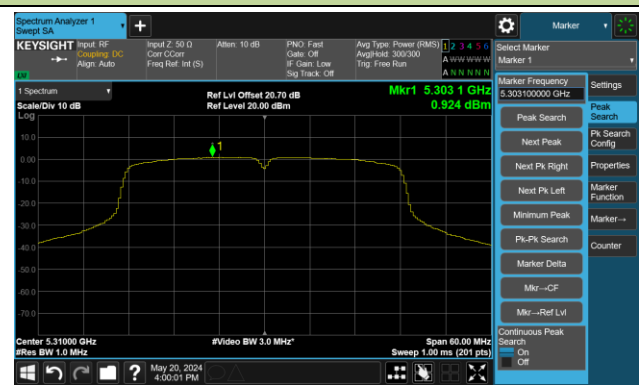 Spectrum Analyzer 1
Swept SA
Marker
KEYSIGHT
Input: RF
Coupling: DC
Align: Auto
Input Z: 50 Ω
Corr CCorr
Freq Ref: Int (S)
Atten: 10 dB
PNO: Fast
Gate: Off
IF Gain: Low
Sig Track: Off
Avg Type: Power (RMS)
Avg|Hold: 300/300
Trig: Free Run
1 2 3 4 5 6
A W W W W W
A N N N N N
LXI
Select Marker
Marker 1
1 Spectrum
Scale/Div 10 dB
Log
Ref Lvl Offset 20.70 dB
Ref Level 20.00 dBm
Mkr1 5.303 1 GHz
0.924 dBm
10.0
0.00
-10.0
-20.0
-30.0
-40.0
-50.0
-60.0
-70.0
1
Center 5.31000 GHz
#Res BW 1.0 MHz
#Video BW 3.0 MHz*
Span 60.00 MHz
Sweep 1.00 ms (201 pts)
Marker Frequency
5.303100000 GHz
Peak Search
Next Peak
Next Pk Right
Next Pk Left
Minimum Peak
Pk-Pk Search
Marker Delta
Mkr→CF
Mkr→Ref Lvl
Continuous Peak
Search
On
Off
Settings
Peak
Search
Pk Search
Config
Properties
Marker
Function
Marker→
Counter
?
May 20, 2024
4:00:01 PM